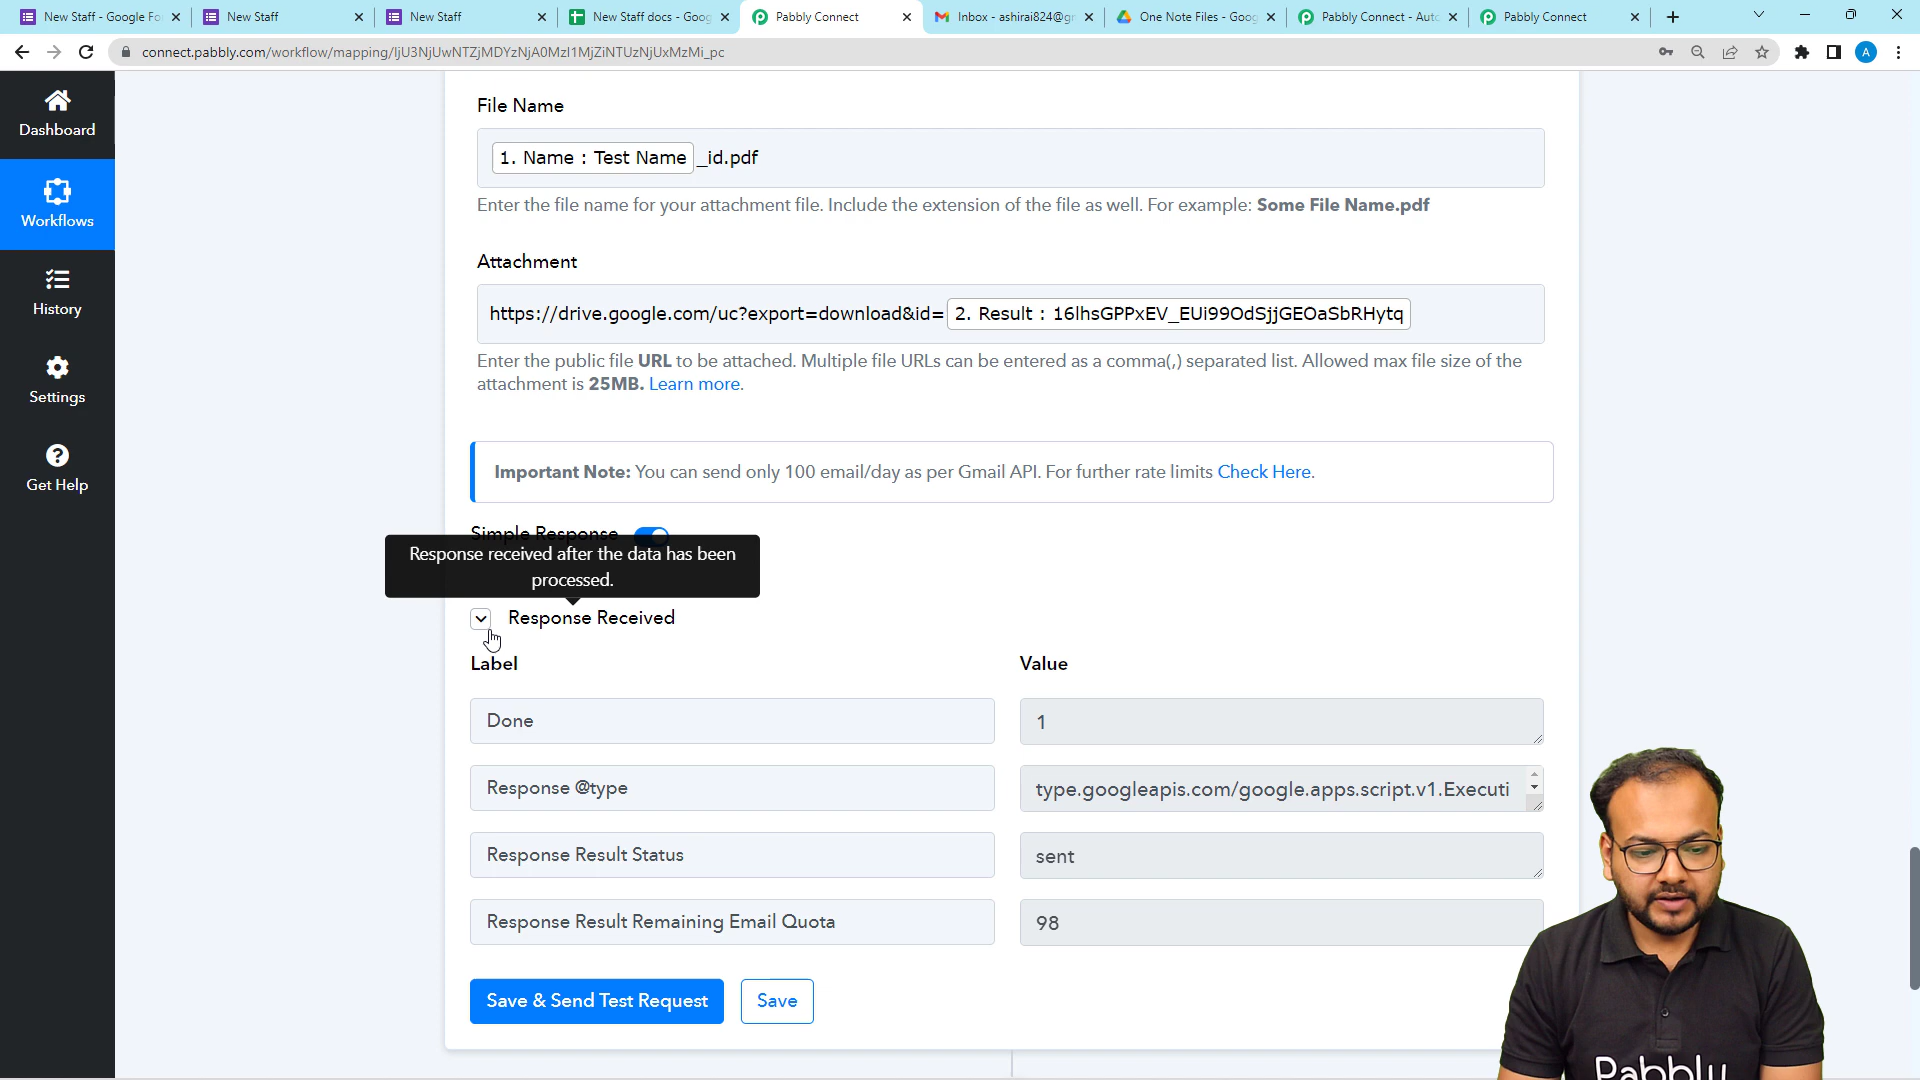 New Staff - Google Fo
New Staff
New Staff
New Staff docs - Goog
Pabbly Connect
Inbox - ashirai824@gr
One Note Files - Goog
Pabbly Connect - Auto
Pabbly Connect
connect.pabbly.com/workflow/mapping/IjU3NjUwNTZjMDYzNjA0MzI1MjZiNTUzNjUxMzMi_pc
A
Dashboard
Workflows
History
Settings
Get Help
File Name
1. Name : Test Name _id.pdf
Enter the file name for your attachment file. Include the extension of the file as well. For example: Some File Name.pdf
Attachment
https://drive.google.com/uc?export=download&id= 2. Result : 16lhsGPPxEV_EUi99OdSjjGEOaSbRHytq
Enter the public file URL to be attached. Multiple file URLs can be entered as a comma(,) separated list. Allowed max file size of the
attachment is 25MB. Learn more.
Important Note: You can send only 100 email/day as per Gmail API. For further rate limits Check Here.
Simple Response
Response received after the data has been
processed.
Response Received
Label
Value
Done
1
Response @type
type.googleapis.com/google.apps.script.v1.Executi
Response Result Status
sent
Response Result Remaining Email Quota
98
Save & Send Test Request
Save
Pabbly